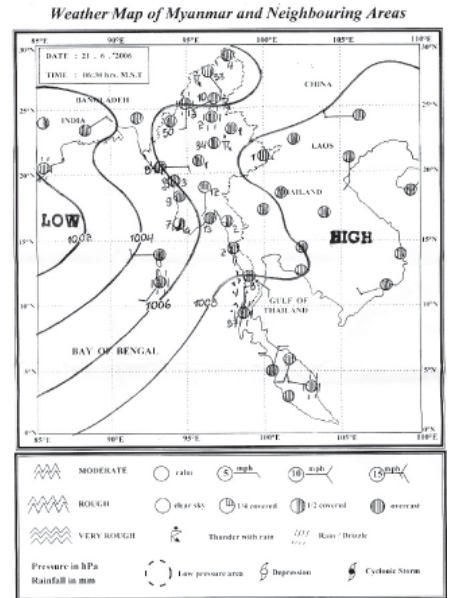 Weather Map of Myanmar and Neighbouring Areas
85°E 90°E 95°E 100°E 105°E 110°E
30°N
DATE : 21 . 6 . '2006
TIME : 06:30 hrs. M.S.T
CHINA
BANGLADESH
INDIA
25°N
LAOS
20°N
THAILAND
LOW
HIGH
1002
1004
15°N
1006
1008
GULF OF
THAILAND
10°N
BAY OF BENGAL
5°N
0°N
85°E 90°E 95°E 100°E 105°E 110°E
MODERATE calm 5 mph 10 mph 15 mph
ROUGH clear sky 1/4 covered 1/2 covered overcast
VERY ROUGH Thunder with rain Rain / Drizzle
Pressure in hPa
Rainfall in mm
Low pressure area Depression Cyclonic Storm